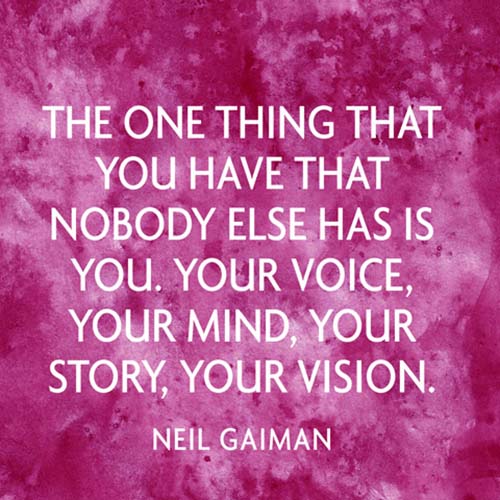 THE ONE THING THAT
YOU HAVE THAT
NOBODY ELSE HAS IS
YOU. YOUR VOICE,
YOUR MIND, YOUR
STORY, YOUR VISION.
NEIL GAIMAN